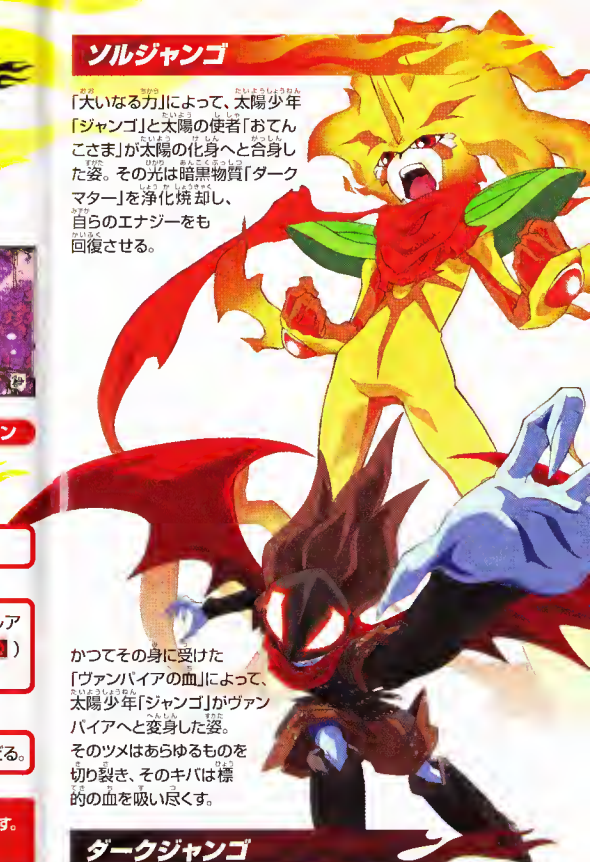 ソルジャンゴ
「大いなる力」によって、太陽少年
「ジャンゴ」と太陽の使者「おてん
こさま」が太陽の化身へと合身し
た姿。その光は暗黒物質「ダーク
マター」を浄化焼却し、
自らのエナジーをも
回復させる。
ン
ア
)
かつてその身に受けた
「ヴァンパイアの血」によって、
太陽少年「ジャンゴ」がヴァン
パイアへと変身した姿。
そのツメはあらゆるものを
切り裂き、そのキバは標
的の血を吸い尽くす。
る。
す。
ダークジャンゴ